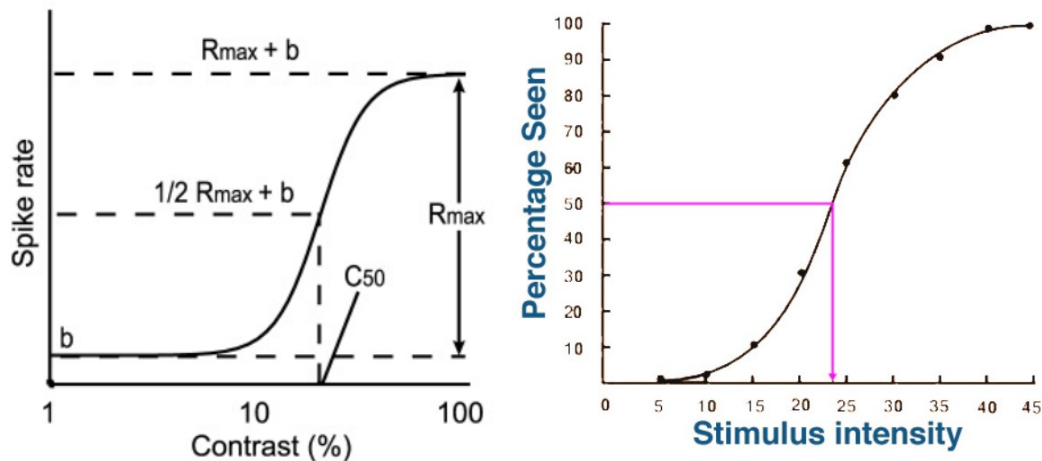 Rmax + b
Spike rate
1/2 Rmax + b
Rmax
C50
b
1 10 100
Contrast (%)
Percentage Seen
100
90
80
70
60
50
40
30
20
10
0 5 10 15 20 25 30 35 40 45
Stimulus intensity